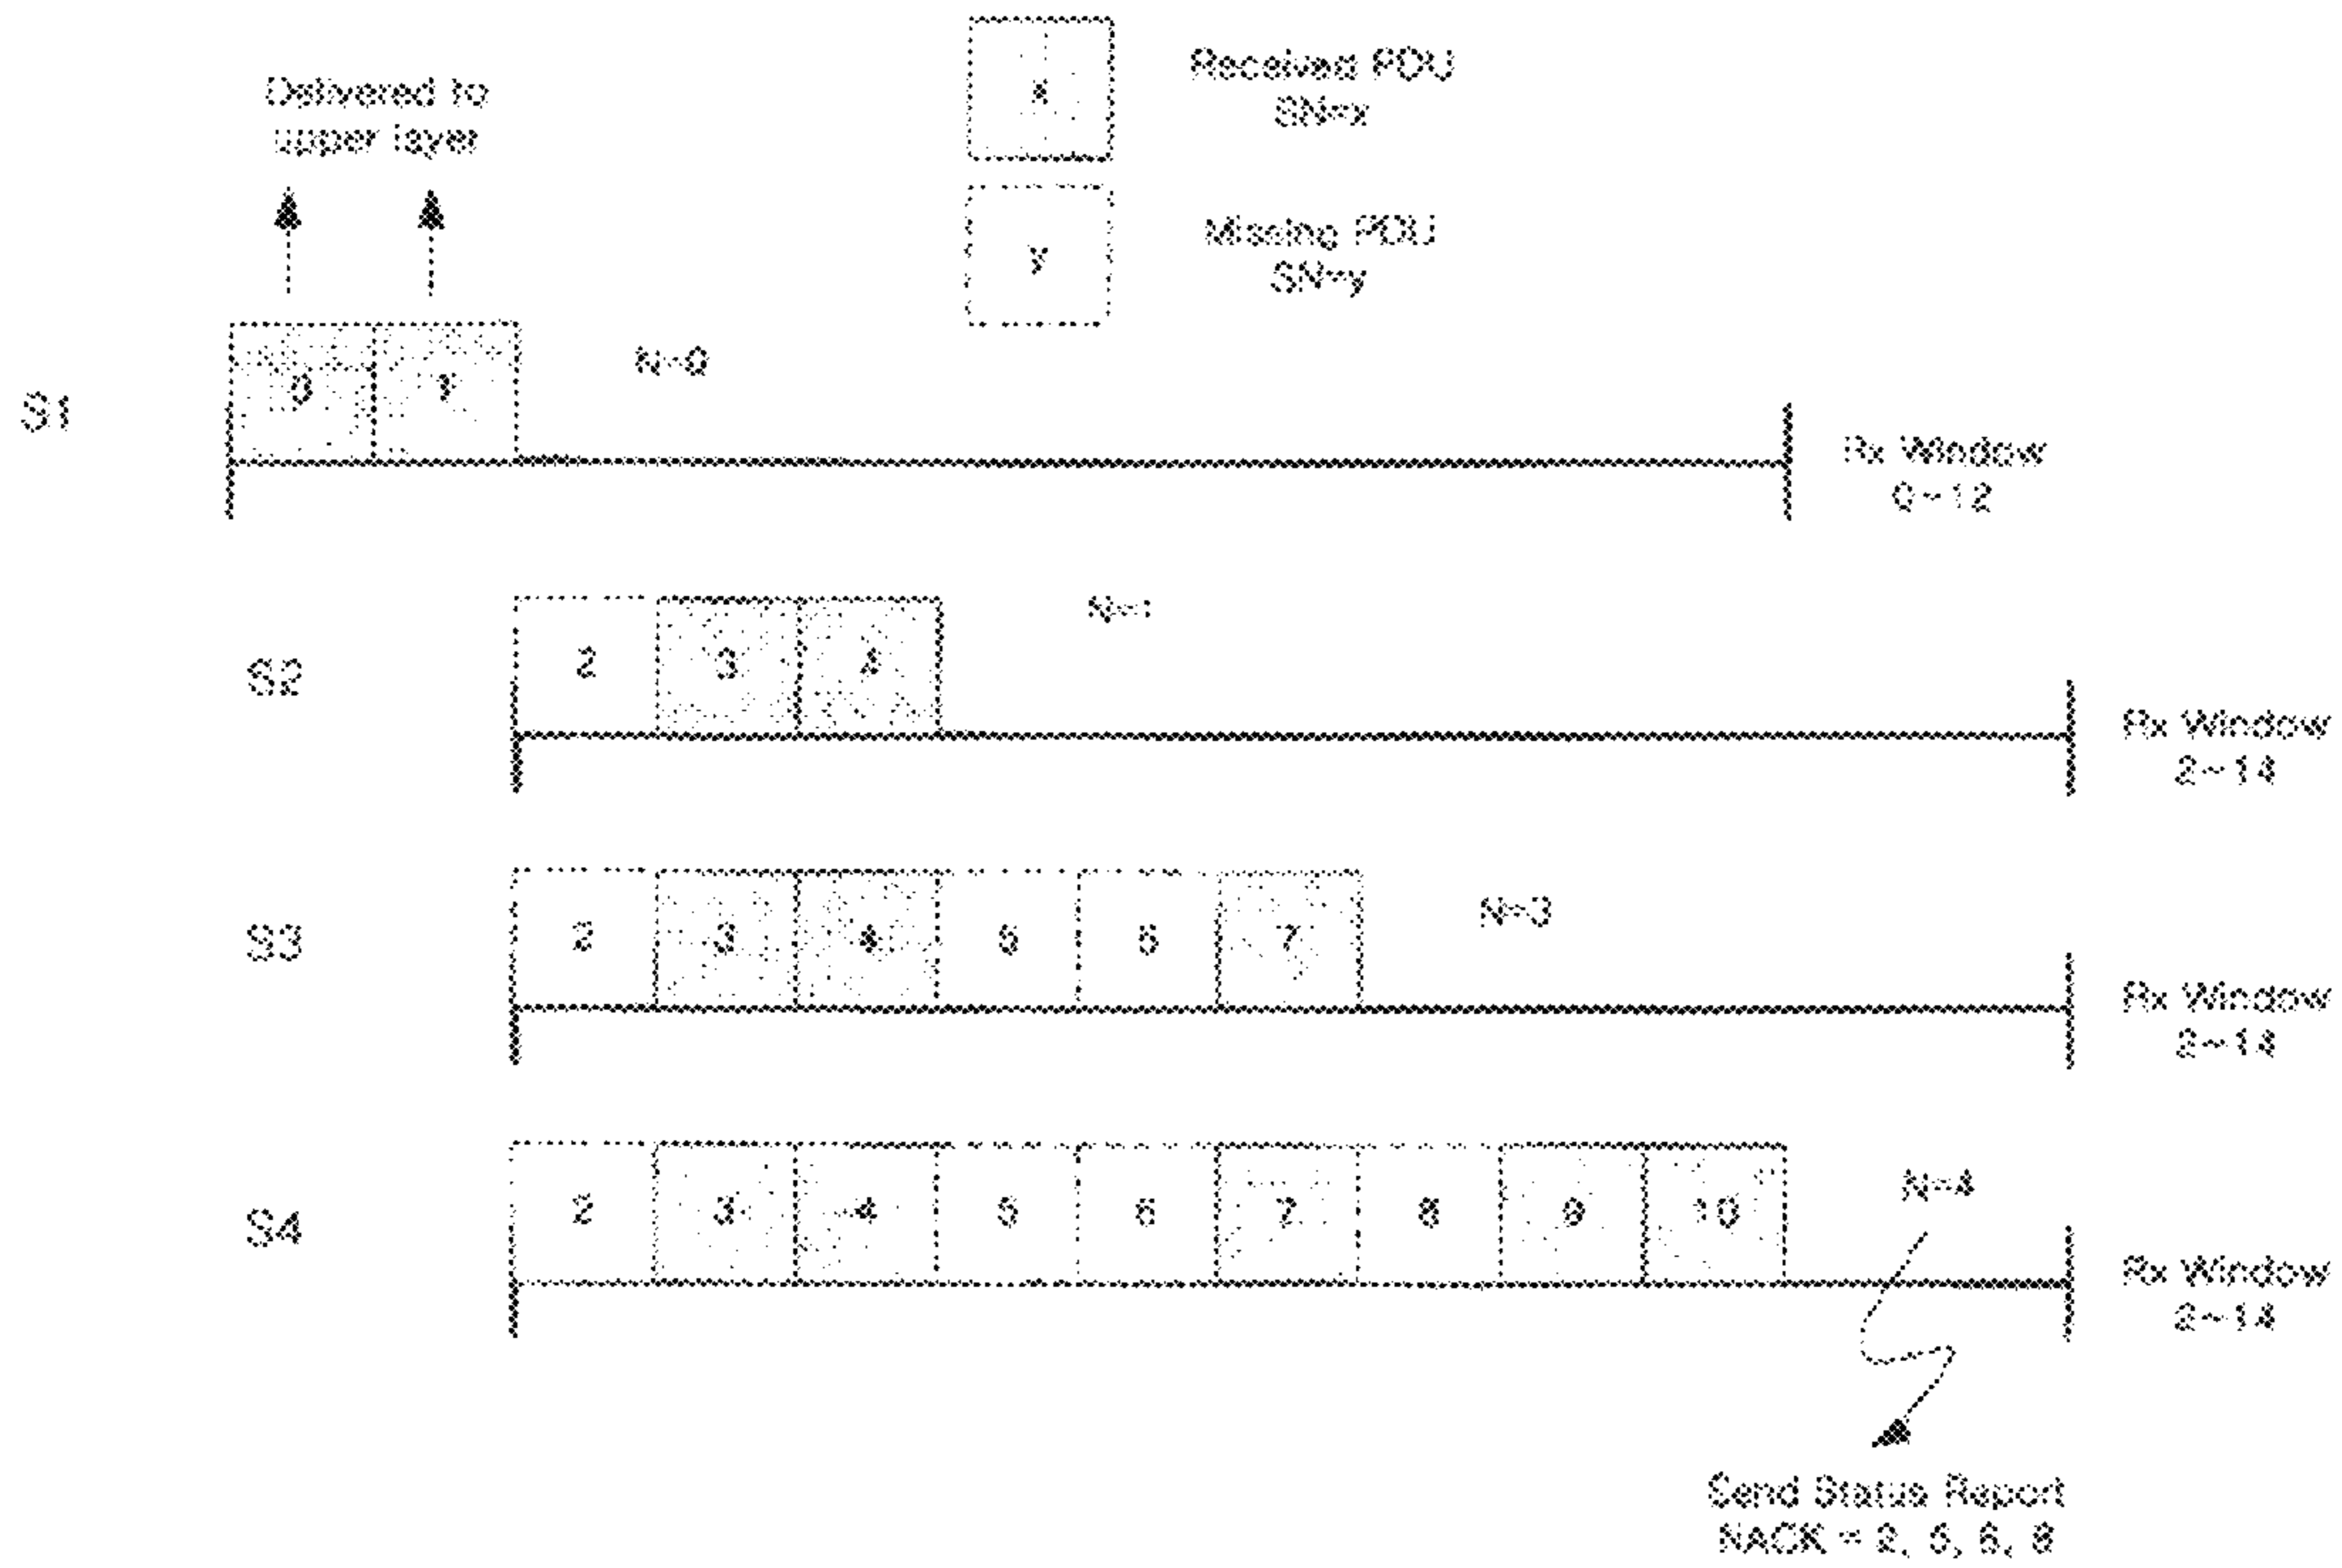 Delivered to
upper layer
x
Received PDU
SN=x
y
Missing PDU
SN=y
S1
0
1
N=0
Rx Window
0~12
S2
2
3
4
N=1
Rx Window
2~14
S3
2
3
4
5
6
7
N=3
Rx Window
2~14
S4
2
3
4
5
6
7
8
9
10
N=4
Rx Window
2~14
Send Status Report
NACK = 2, 5, 6, 8